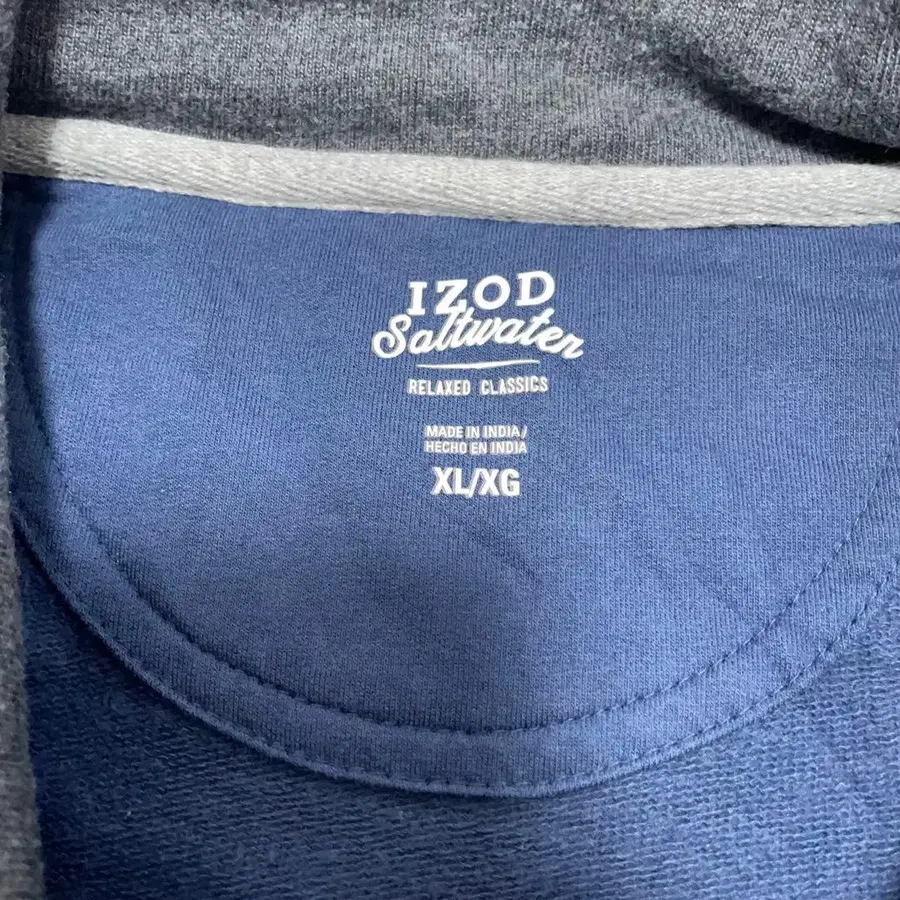 IZOD
Saltwater
RELAXED CLASSICS
MADE IN INDIA/
HECHO EN INDIA
XL/XG